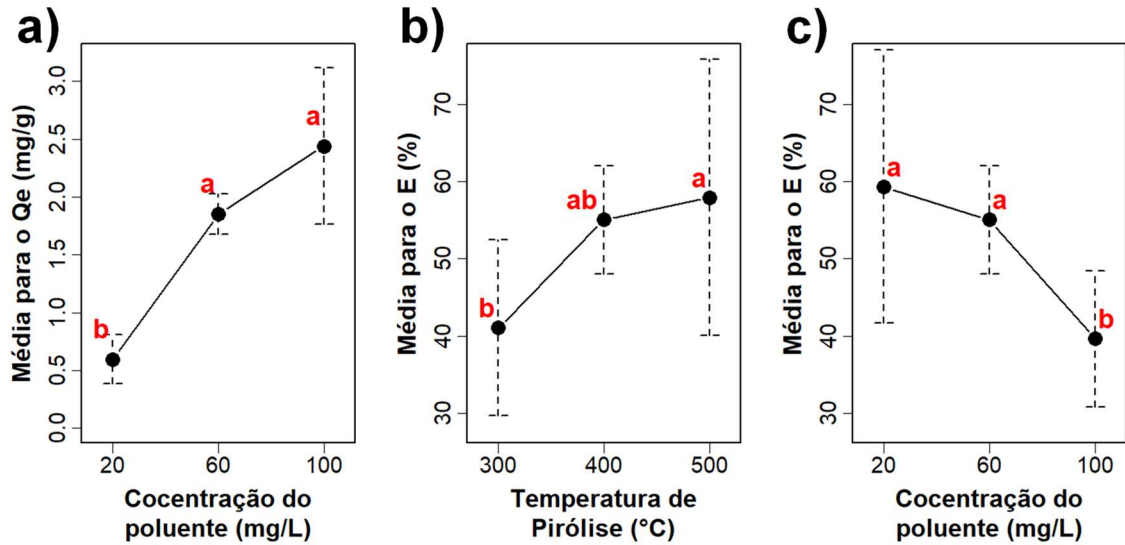 a)
Média para o Qe (mg/g)
3.0
2.5
2.0
1.5
1.0
0.5
0.0
b
a
a
20 60 100
Cocentração do
poluente (mg/L)
b)
Média para o E (%)
70
60
50
40
30
b
ab
a
300 400 500
Temperatura de
Pirólise (°C)
c)
Média para o E (%)
70
60
50
40
30
a
a
b
20 60 100
Cocentração do
poluente (mg/L)